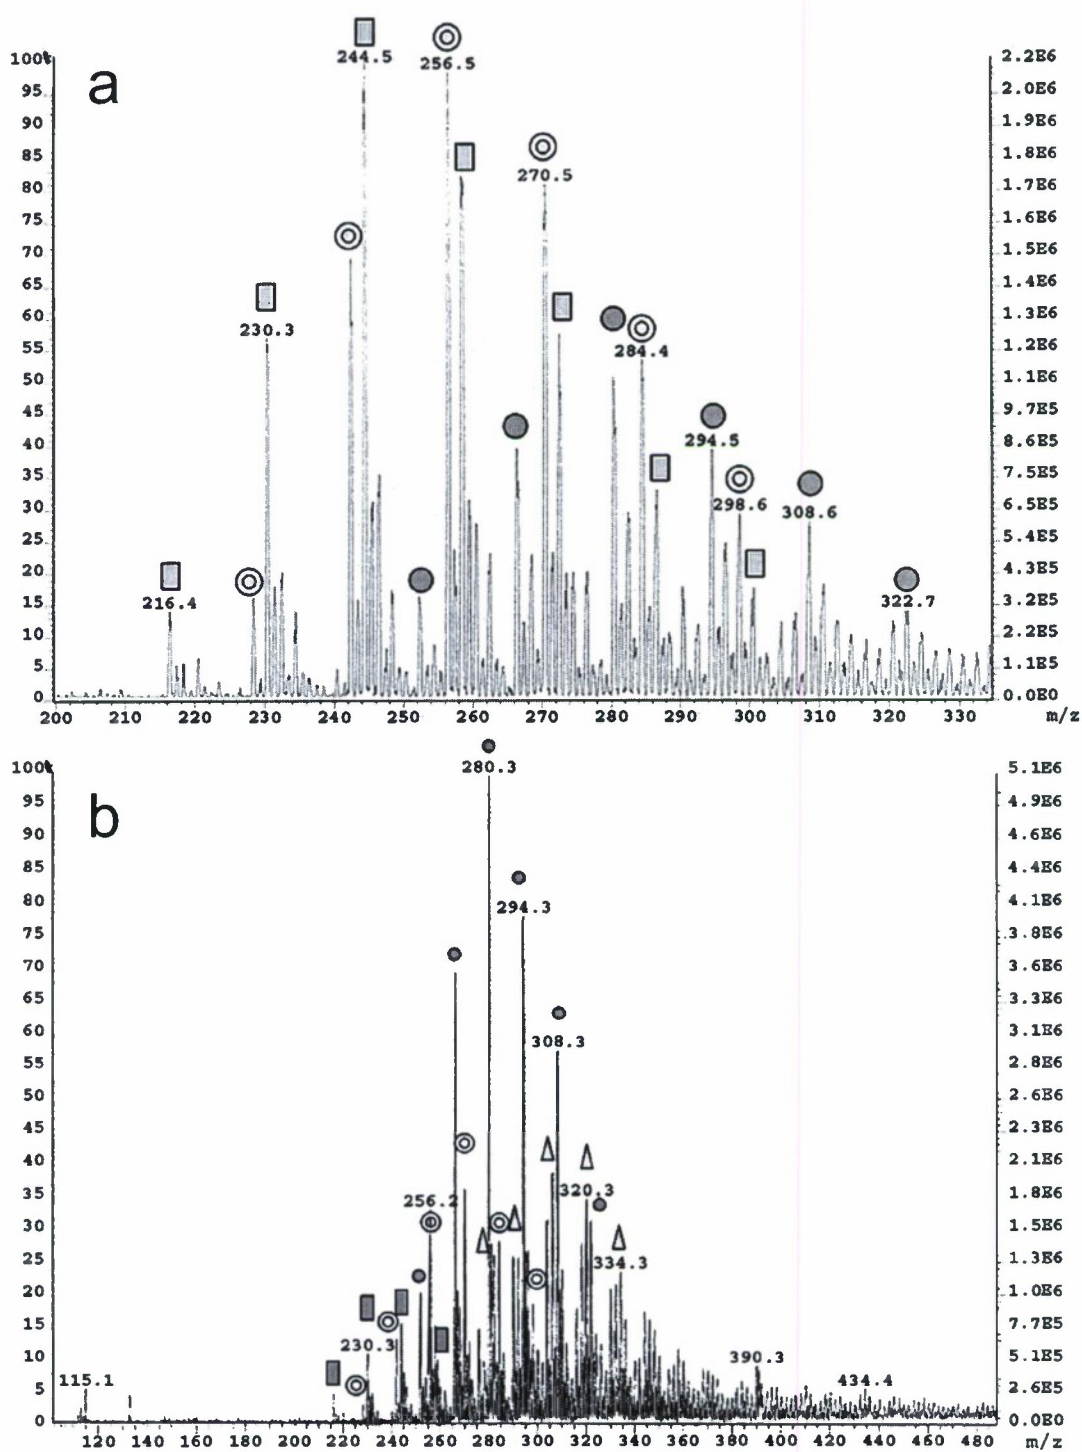 244.5 256.5
100% 2.2E6
a
95 2.0E6
90 1.9E6
85 1.8E6
270.5
80 1.7E6
75 1.6E6
70 1.5E6
65 1.4E6
230.3
60 1.3E6
284.4
55 1.2E6
50 1.1E6
45 9.7E5
294.5
40 8.6E5
35 7.5E5
298.6 308.6
30 6.5E5
25 5.4E5
20 4.3E5
216.4 322.7
15 3.2E5
10 2.2E5
5 1.1E5
0 0.0E0
200 210 220 230 240 250 260 270 280 290 300 310 320 330 m/z
280.3
100% 5.1E6
b
95 4.9E6
90 4.6E6
85 4.4E6
294.3
80 4.1E6
75 3.8E6
70 3.6E6
65 3.3E6
60 3.1E6
308.3
55 2.8E6
50 2.6E6
45 2.3E6
40 2.1E6
320.3
35 1.8E6
256.2
30 1.5E6
25 1.3E6
334.3
20 1.0E6
15 7.7E5
230.3
10 5.1E5
390.3
115.1 434.4
5 2.6E5
0 0.0E0
120 140 160 180 200 220 240 260 280 300 320 340 360 380 400 420 440 460 480 m/z